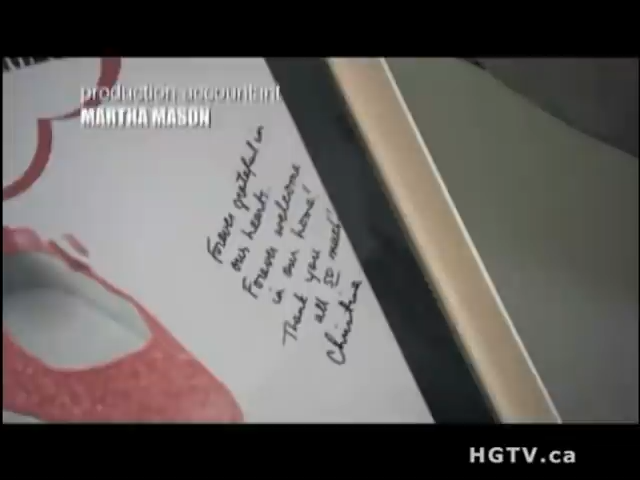 production accountant
MARTHA MASON
Forever grateful in
our hearts.
Forever welcome
in our home!
Thank you
all so much!
Christine
HGTV.ca